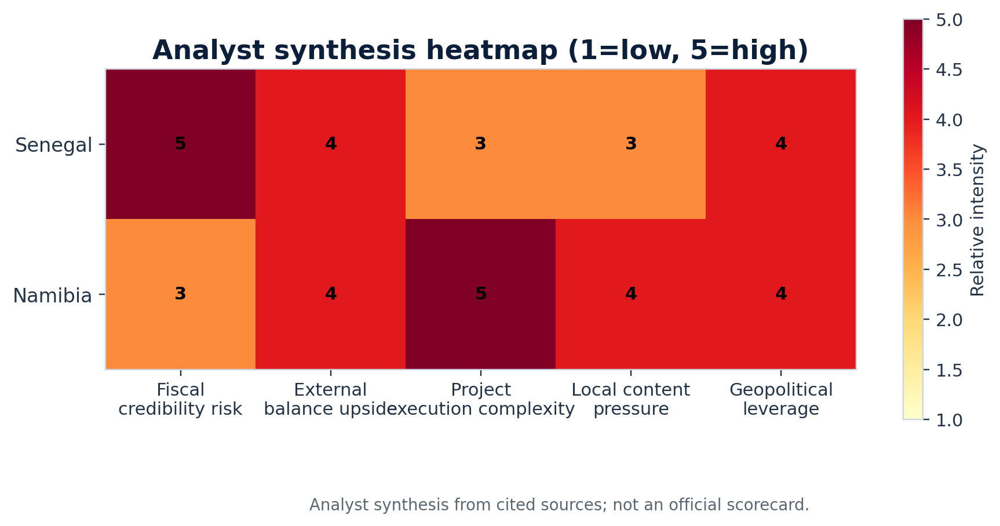 Analyst synthesis heatmap (1=low, 5=high)
Senegal
5
4
3
3
4
Namibia
3
4
5
4
4
Fiscal
credibility risk
External
balance upside
Project
execution complexity
Local content
pressure
Geopolitical
leverage
5.0
4.5
4.0
3.5
3.0
2.5
2.0
1.5
1.0
Relative intensity
Analyst synthesis from cited sources; not an official scorecard.